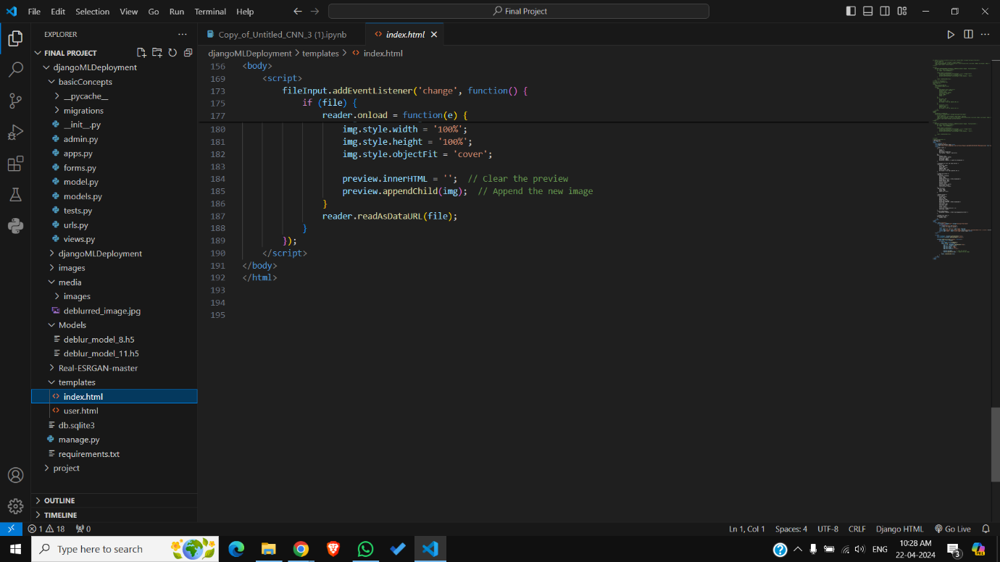 File Edit Selection View Go Run Terminal Help
Final Project
EXPLORER
FINAL PROJECT
djangoMLDeployment
basicConcepts
__pycache__
migrations
__init__.py
admin.py
apps.py
forms.py
model.py
models.py
tests.py
urls.py
views.py
djangoMLDeployment
images
media
images
deblurred_image.jpg
Models
deblur_model_8.h5
deblur_model_11.h5
Real-ESRGAN-master
templates
index.html
user.html
db.sqlite3
manage.py
requirements.txt
project
OUTLINE
TIMELINE
Copy_of_Untitled_CNN_3 (1).ipynb
index.html
djangoMLDeployment > templates > index.html
156 <body>
169 <script>
173 fileInput.addEventListener('change', function() {
175 if (file) {
177 reader.onload = function(e) {
180 img.style.width = '100%';
181 img.style.height = '100%';
182 img.style.objectFit = 'cover';
183
184 preview.innerHTML = ''; // Clear the preview
185 preview.appendChild(img); // Append the new image
186 }
187 reader.readAsDataURL(file);
188 }
189 });
190 </script>
191 </body>
192 </html>
193
194
195
1 18 0
Ln 1, Col 1 Spaces: 4 UTF-8 CRLF Django HTML Go Live
Type here to search
ENG
10:28 AM
22-04-2024
3
PRE